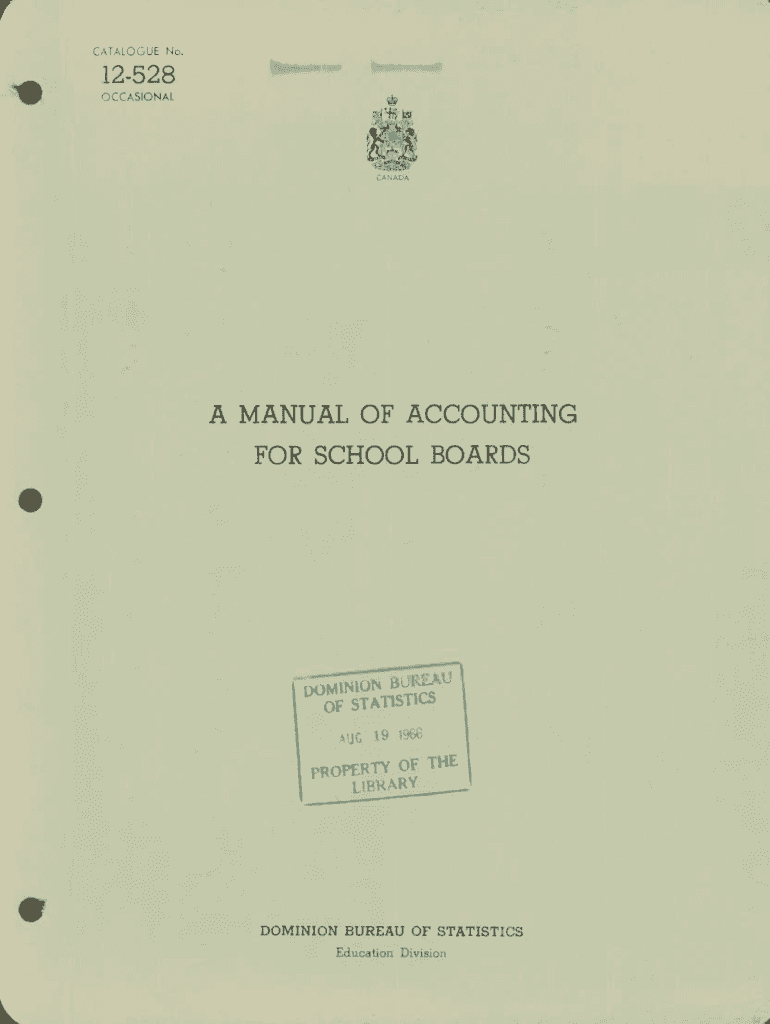 CATALOGUE No.
12-528
OCCASIONAL
CANADA
A MANUAL OF ACCOUNTING
FOR SCHOOL BOARDS
DOMINION BUREAU
OF STATISTICS
AUG 19 1966
PROPERTY OF THE
LIBRARY
DOMINION BUREAU OF STATISTICS
Education Division